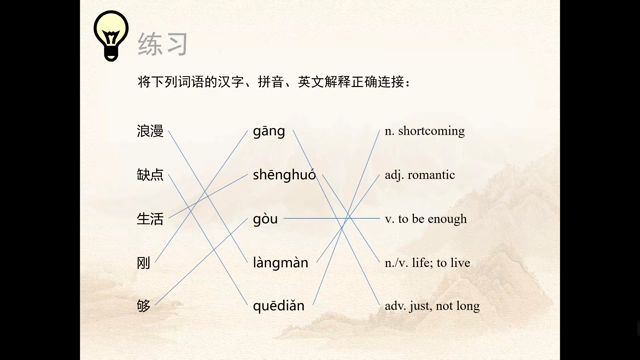 练习
将下列词语的汉字、拼音、英文解释正确连接：
浪漫 gāng n. shortcoming
缺点 shēnghuó adj. romantic
生活 gòu v. to be enough
刚 làngmàn n./v. life; to live
够 quēdiǎn adv. just, not long